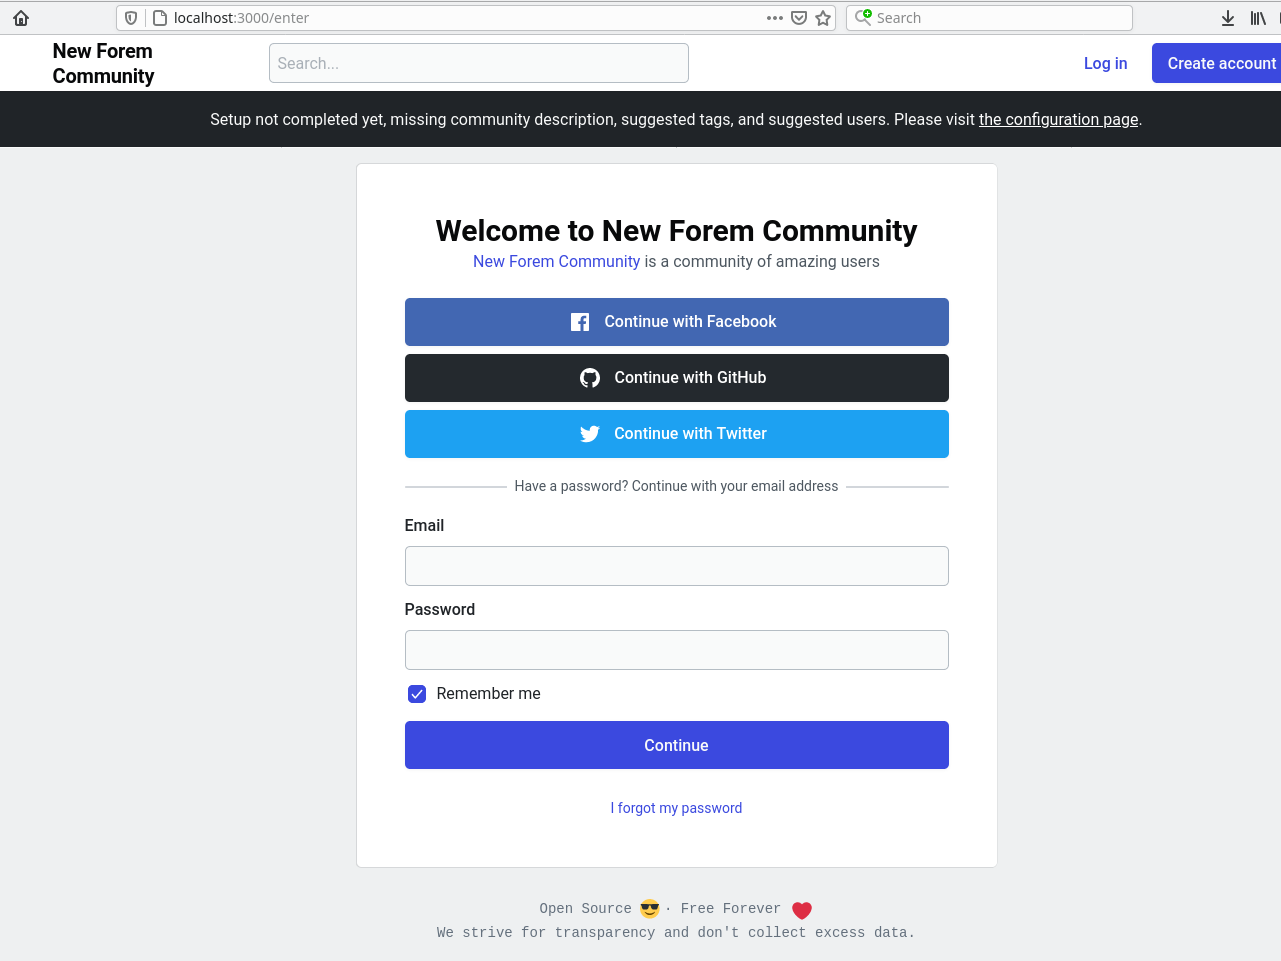 localhost:3000/enter
Search
New Forem
Community
Search...
Log in
Create account
Setup not completed yet, missing community description, suggested tags, and suggested users. Please visit the configuration page.
Welcome to New Forem Community
New Forem Community is a community of amazing users
Continue with Facebook
Continue with GitHub
Continue with Twitter
Have a password? Continue with your email address
Email
Password
Remember me
Continue
I forgot my password
Open Source 😎 · Free Forever ❤️
We strive for transparency and don't collect excess data.